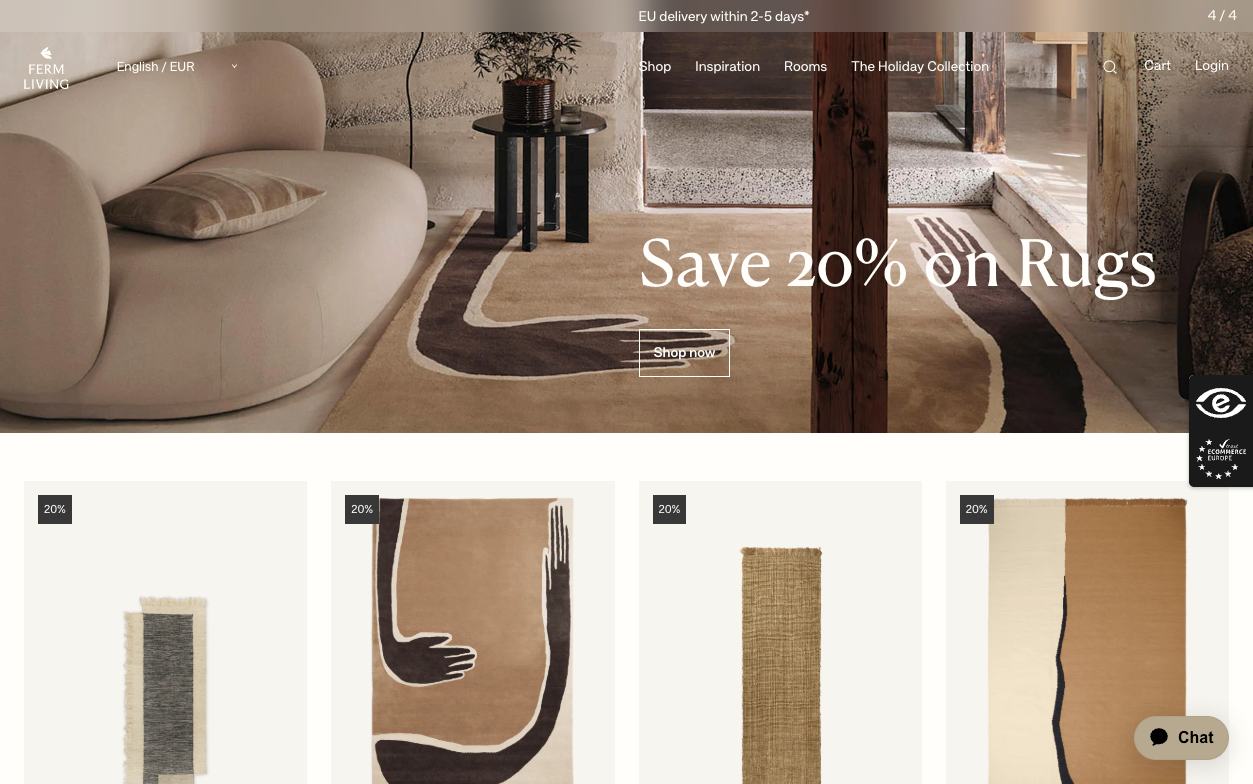 EU delivery within 2-5 days*
4 / 4
FERM
LIVING
English / EUR
Shop
Inspiration
Rooms
The Holiday Collection
Cart
Login
Save 20% on Rugs
Shop now
e
trust
ECOMMERCE
EUROPE
20%
20%
20%
20%
Chat